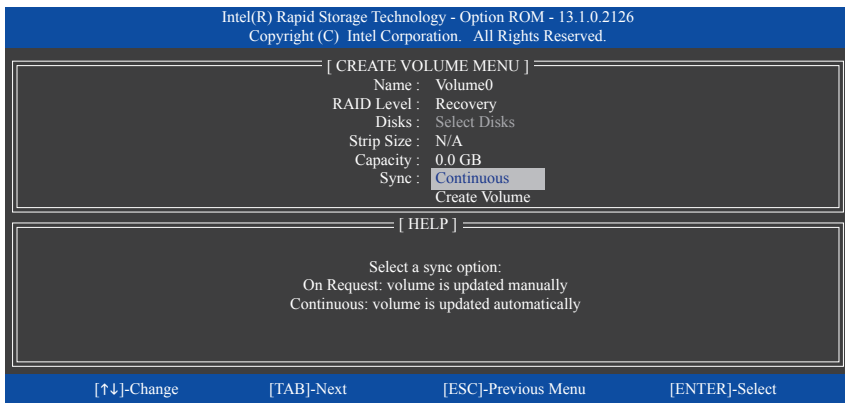 Intel(R) Rapid Storage Technology - Option ROM - 13.1.0.2126
Copyright (C) Intel Corporation. All Rights Reserved.
[ CREATE VOLUME MENU ]
Name : Volume0
RAID Level : Recovery
Disks : Select Disks
Strip Size : N/A
Capacity : 0.0 GB
Sync : Continuous
Create Volume
[ HELP ]
Select a sync option:
On Request: volume is updated manually
Continuous: volume is updated automatically
[↑↓]-Change [TAB]-Next [ESC]-Previous Menu [ENTER]-Select